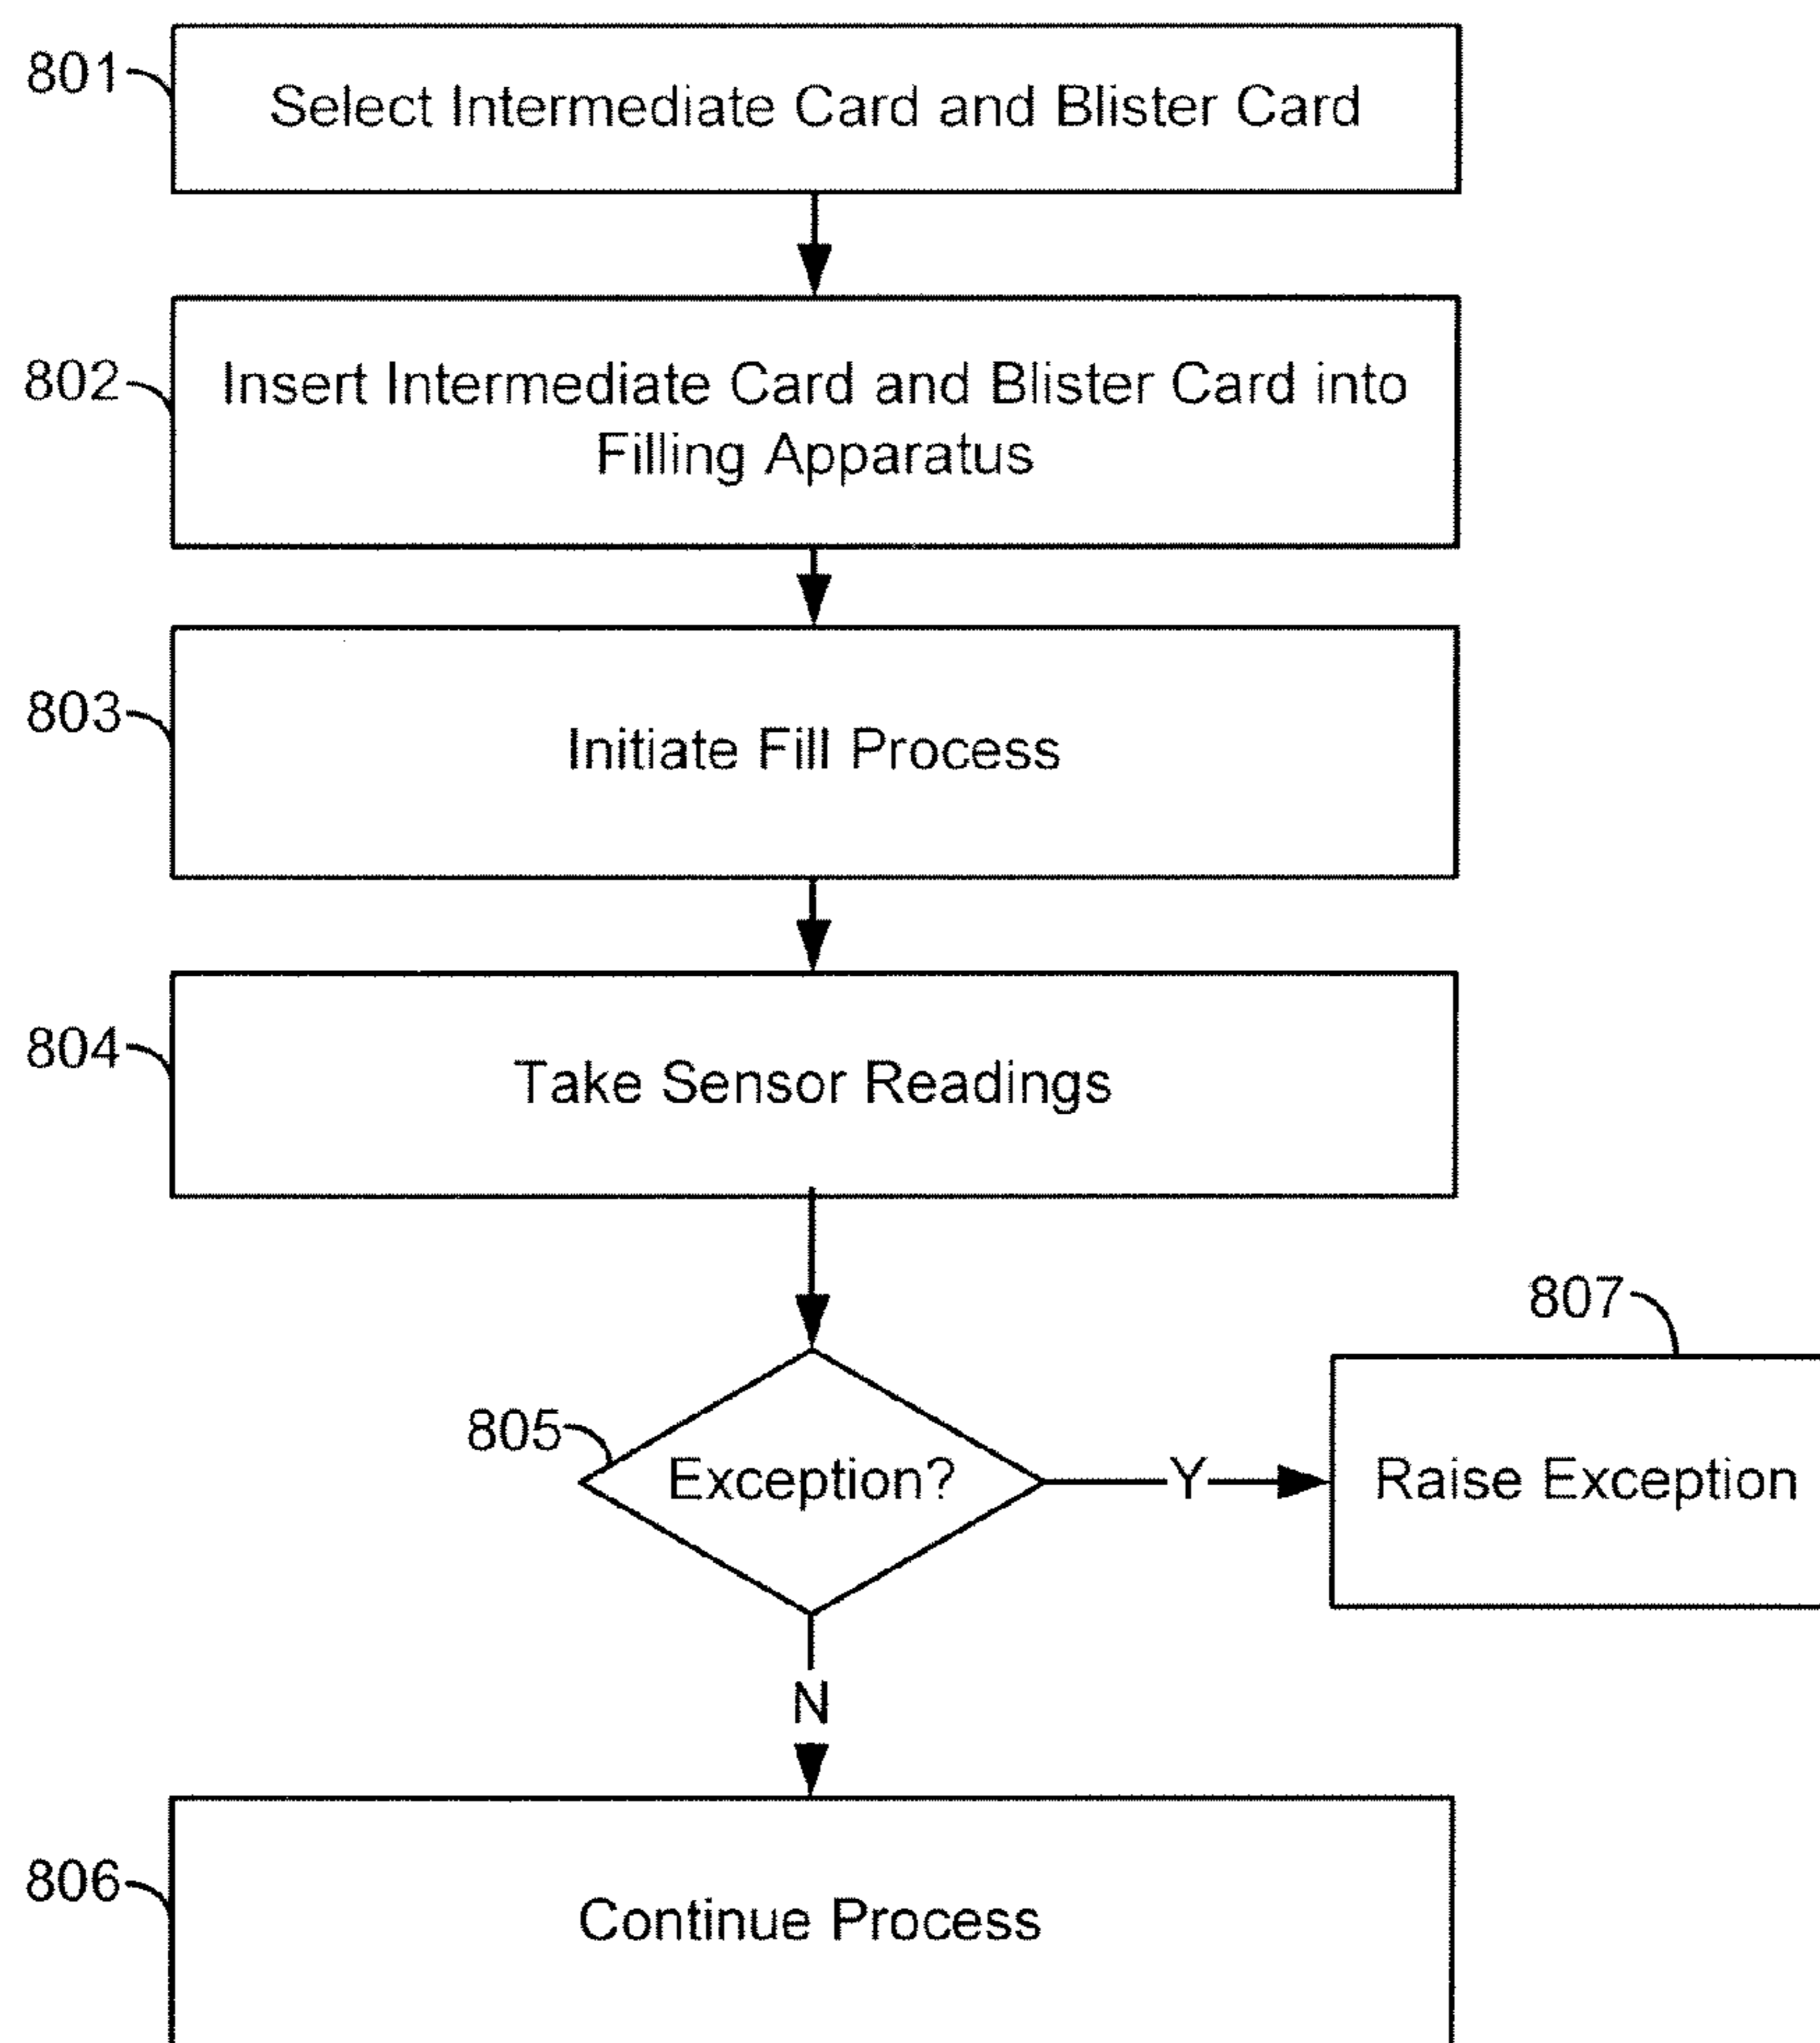 801
Select Intermediate Card and Blister Card
802
Insert Intermediate Card and Blister Card into
Filling Apparatus
803
Initiate Fill Process
804
Take Sensor Readings
807
805
Exception?
Y
Raise Exception
N
806
Continue Process